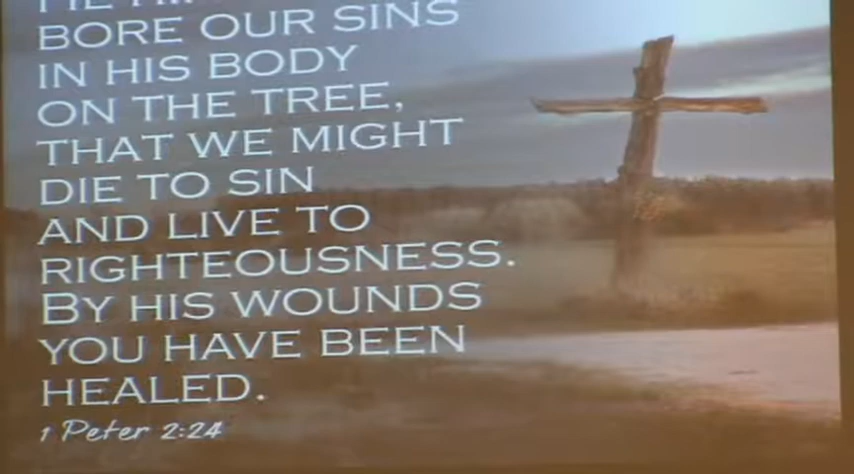 BORE OUR SINS
IN HIS BODY
ON THE TREE,
THAT WE MIGHT
DIE TO SIN
AND LIVE TO
RIGHTEOUSNESS.
BY HIS WOUNDS
YOU HAVE BEEN
HEALED.
1 Peter 2:24